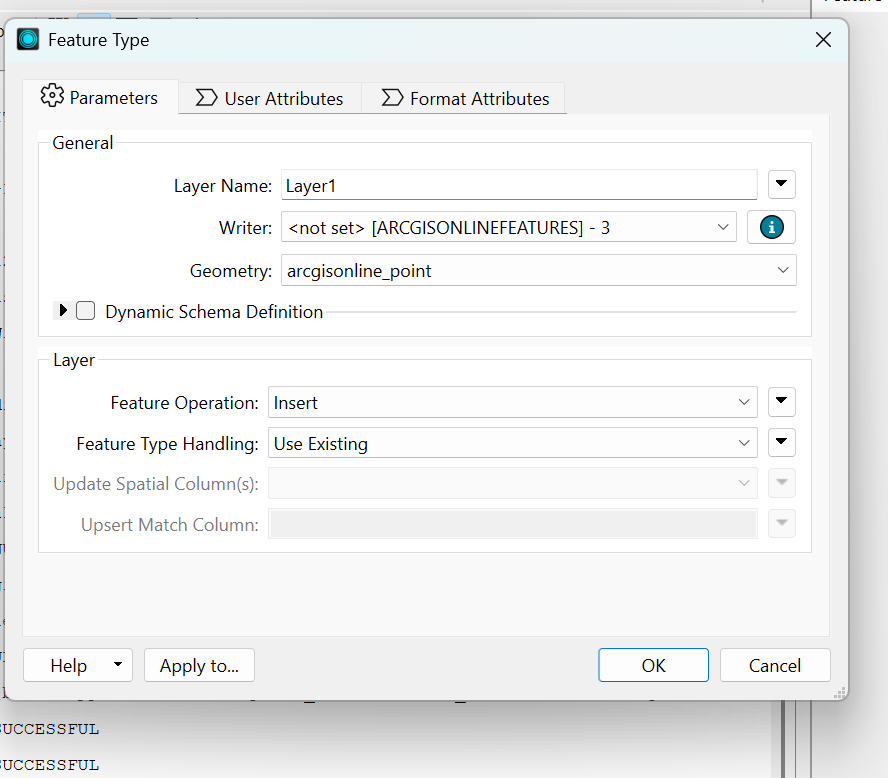 Feature Type
Parameters
User Attributes
Format Attributes
General
Layer Name: Layer1
Writer: <not set> [ARCGISONLINEFEATURES] - 3
Geometry: arcgisonline_point
Dynamic Schema Definition
Layer
Feature Operation: Insert
Feature Type Handling: Use Existing
Update Spatial Column(s):
Upsert Match Column:
Help
Apply to...
OK
Cancel
SUCCESSFUL
SUCCESSFUL